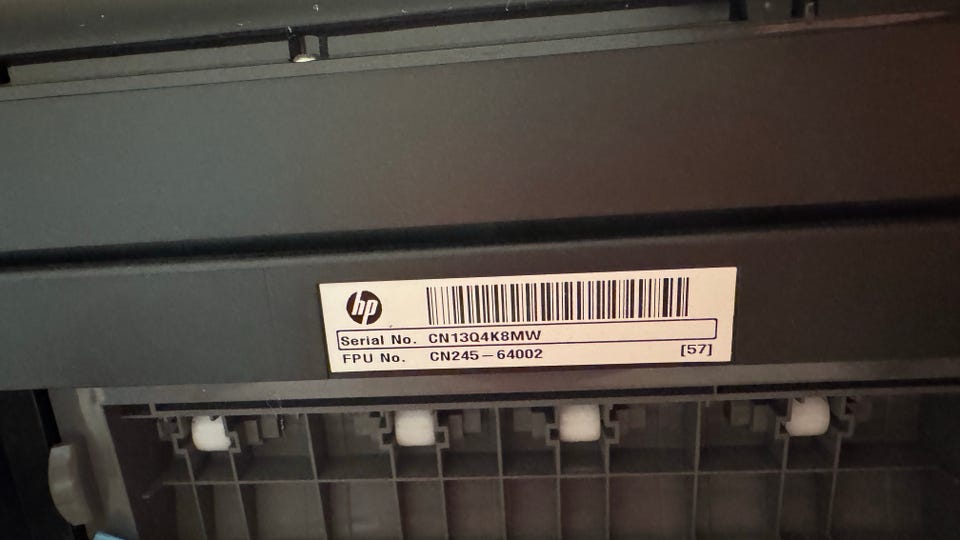 hp
Serial No. CN13Q4K8MW
FPU No. CN245-64002 [57]